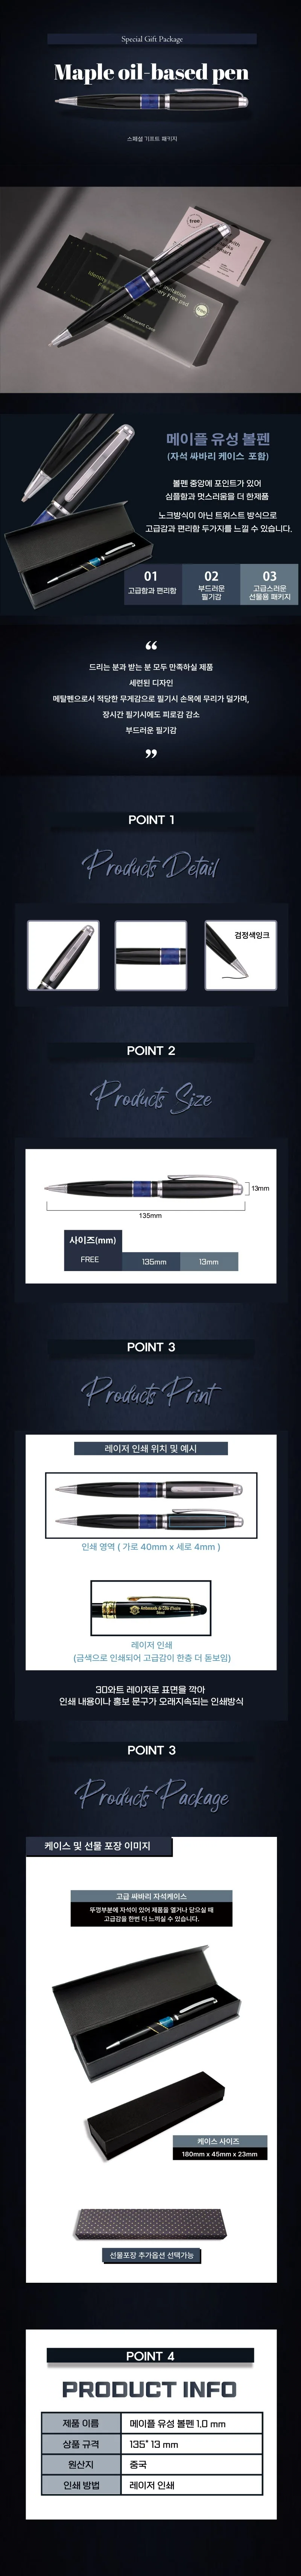 Special Gift Package
Maple oil-based pen
스페셜 기프트 패키지
메이플 유성 볼펜
(자석 싸바리 케이스 포함)
볼펜 중앙에 포인트가 있어
심플함과 멋스러움을 더 한제품
노크방식이 아닌 트위스트 방식으로
고급감과 편리함 두가지를 느낄 수 있습니다.
01
고급함과 편리함
02
부드러운
필기감
03
고급스러운
선물용 패키지
“
드리는 분과 받는 분 모두 만족하실 제품
세련된 디자인
메탈펜으로서 적당한 무게감으로 필기시 손목에 무리가 덜가며,
장시간 필기시에도 피로감 감소
부드러운 필기감
”
POINT 1
Products Detail
검정색잉크
POINT 2
Products Size
13mm
135mm
사이즈(mm)
FREE 135mm 13mm
POINT 3
Products Print
레이저 인쇄 위치 및 예시
인쇄 영역 ( 가로 40mm x 세로 4mm )
레이저 인쇄
(금색으로 인쇄되어 고급감이 한층 더 돋보임)
30와트 레이저로 표면을 깍아
인쇄 내용이나 홍보 문구가 오래지속되는 인쇄방식
POINT 3
Products Package
케이스 및 선물 포장 이미지
고급 싸바리 자석케이스
뚜껑부분에 자석이 있어 제품을 열거나 닫으실 때
고급감을 한번 더 느끼실 수 있습니다.
케이스 사이즈
180mm x 45mm x 23mm
선물포장 추가옵션 선택가능
POINT 4
PRODUCT INFO
제품 이름 메이플 유성 볼펜 1.0 mm
상품 규격 135* 13 mm
원산지 중국
인쇄 방법 레이저 인쇄